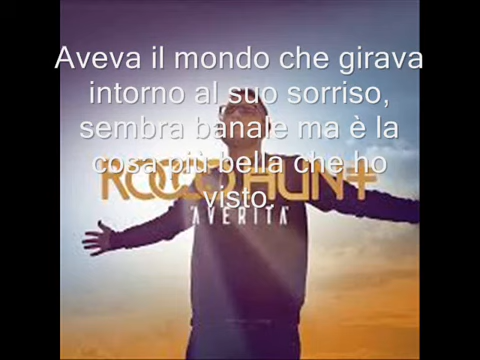 Aveva il mondo che girava
intorno al suo sorriso,
sembra banale ma è la
cosa più bella che ho
visto.
ROCCO HUNT
'A VERITÀ